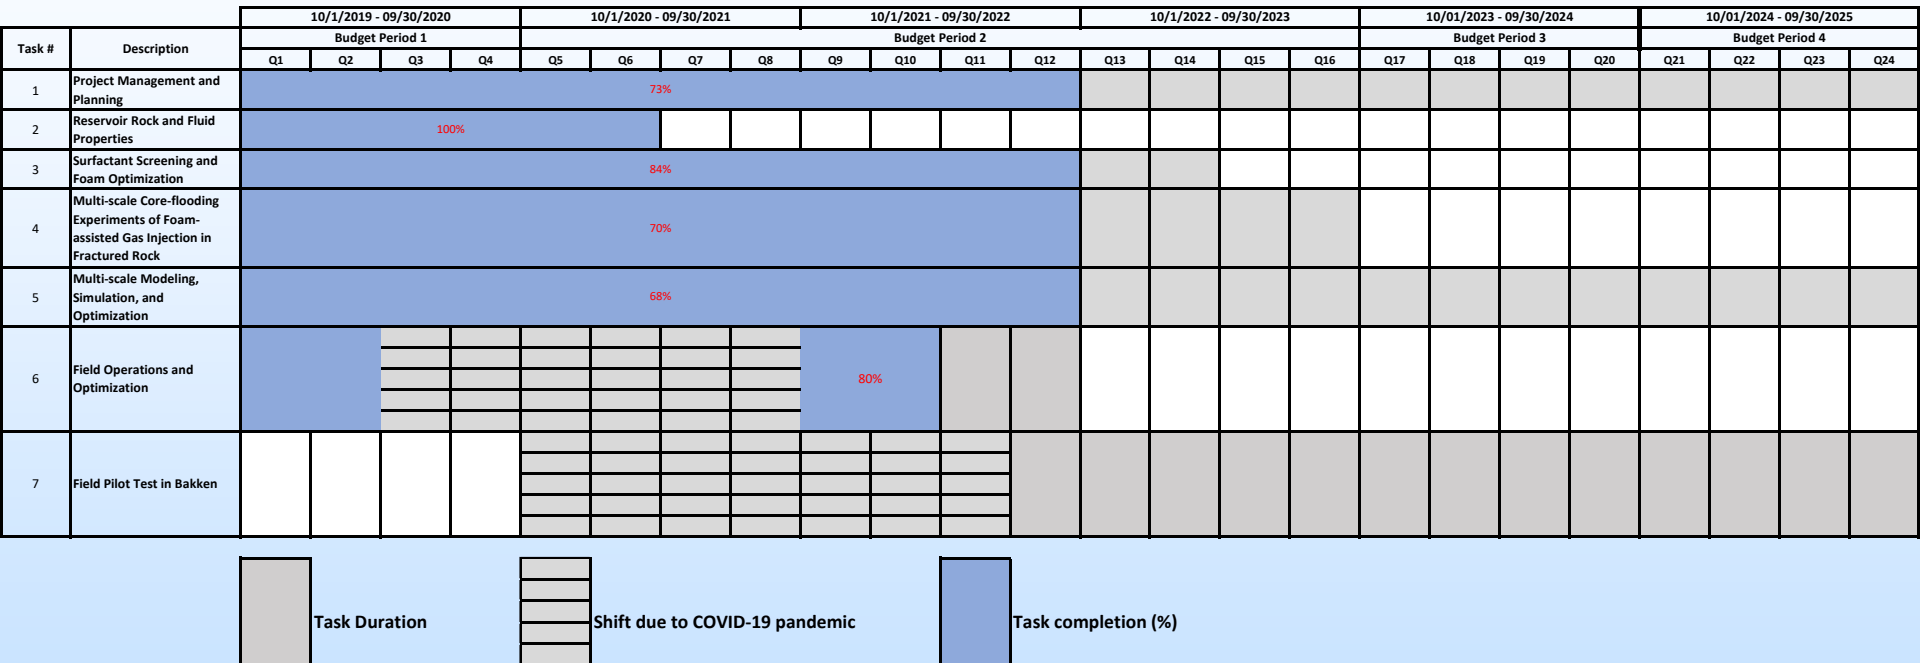 10/1/2019 - 09/30/2020 10/1/2020 - 09/30/2021 10/1/2021 - 09/30/2022 10/1/2022 - 09/30/2023 10/01/2023 - 09/30/2024 10/01/2024 - 09/30/2025
Task # Description Budget Period 1 Budget Period 2 Budget Period 3 Budget Period 4
Q1 Q2 Q3 Q4 Q5 Q6 Q7 Q8 Q9 Q10 Q11 Q12 Q13 Q14 Q15 Q16 Q17 Q18 Q19 Q20 Q21 Q22 Q23 Q24
1 Project Management and
Planning
73%
2 Reservoir Rock and Fluid
Properties
100%
3 Surfactant Screening and
Foam Optimization
84%
4 Multi-scale Core-flooding
Experiments of Foam-
assisted Gas Injection in
Fractured Rock
70%
5 Multi-scale Modeling,
Simulation, and
Optimization
68%
6 Field Operations and
Optimization
80%
7 Field Pilot Test in Bakken
Task Duration Shift due to COVID-19 pandemic Task completion (%)